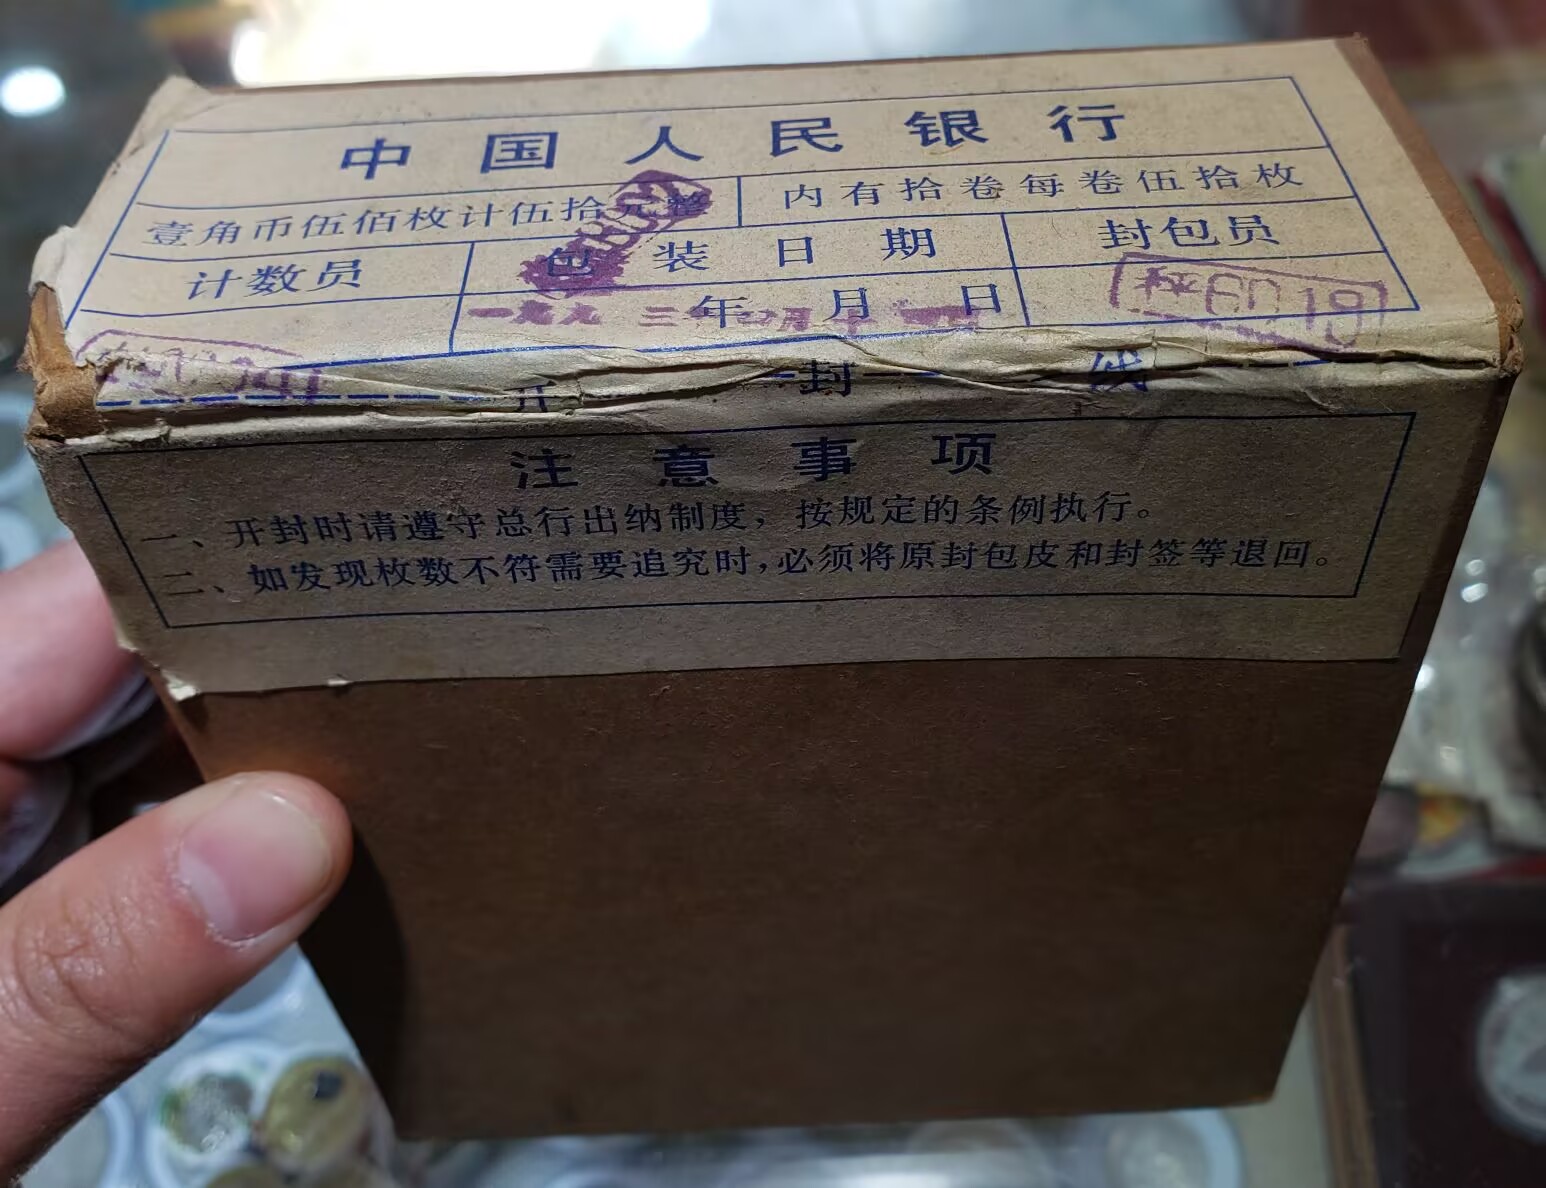 中国人民银行
壹角币伍佰枚计伍拾元整 内有拾卷每卷伍拾枚
计数员 包装日期 封包员
年 月 日
开封线
注意事项
一、开封时请遵守总行出纳制度，按规定的条例执行。
二、如发现枚数不符需要追究时，必须将原封包皮和封签等退回。